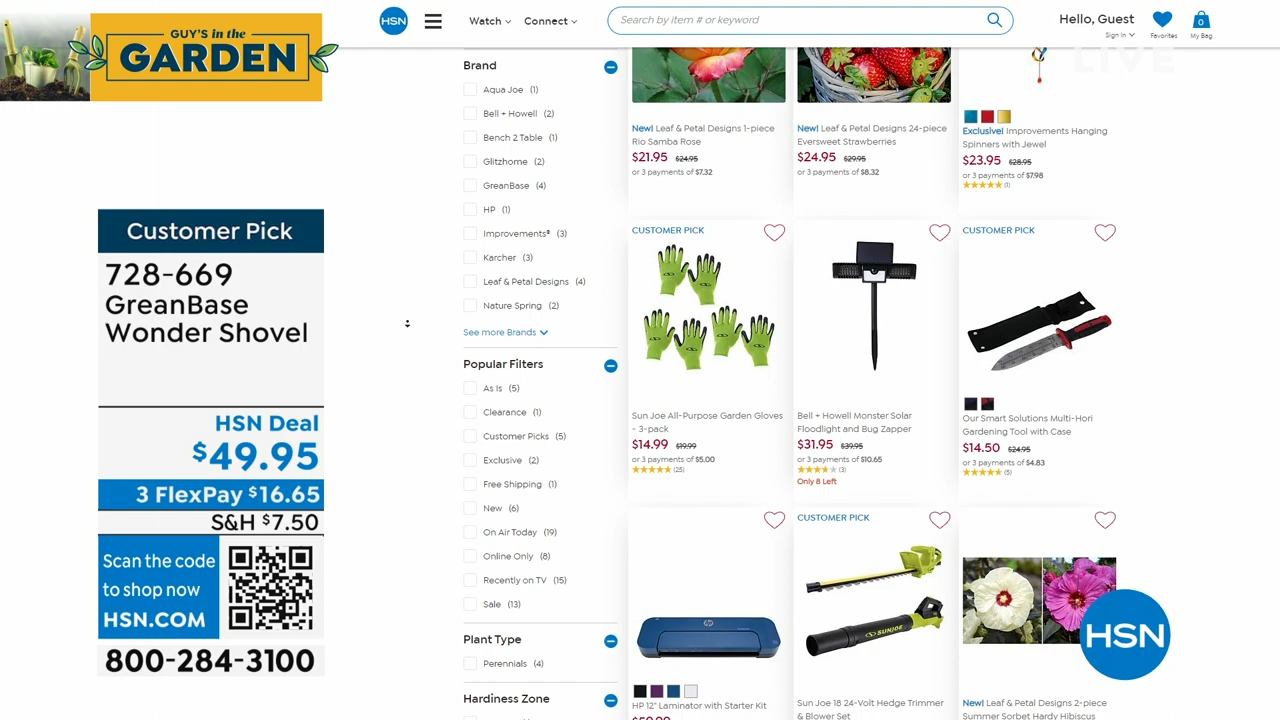 GUY'S in the
GARDEN
HSN
Watch
Connect
Search by item # or keyword
Hello, Guest
Sign In
Favorites
0
My Bag
LIVE
Customer Pick
728-669
GreanBase
Wonder Shovel
HSN Deal
$49.95
3 FlexPay $16.65
S&H $7.50
Scan the code
to shop now
HSN.COM
800-284-3100
Brand
Aqua Joe (1)
Bell + Howell (2)
Bench 2 Table (1)
Glitzhome (2)
GreanBase (4)
HP (1)
Improvements® (3)
Karcher (3)
Leaf & Petal Designs (4)
Nature Spring (2)
See more Brands
Popular Filters
As Is (5)
Clearance (1)
Customer Picks (5)
Exclusive (2)
Free Shipping (1)
New (6)
On Air Today (19)
Online Only (8)
Recently on TV (15)
Sale (13)
Plant Type
Perennials (4)
Hardiness Zone
New! Leaf & Petal Designs 1-piece
Rio Samba Rose
$21.95 $24.95
or 3 payments of $7.32
New! Leaf & Petal Designs 24-piece
Eversweet Strawberries
$24.95 $29.95
or 3 payments of $8.32
Exclusive! Improvements Hanging
Spinners with Jewel
$23.95 $28.95
or 3 payments of $7.98
(1)
CUSTOMER PICK
Sun Joe All-Purpose Garden Gloves
- 3-pack
$14.99 $19.99
or 3 payments of $5.00
(25)
Bell + Howell Monster Solar
Floodlight and Bug Zapper
$31.95 $39.95
or 3 payments of $10.65
(3)
Only 8 Left
CUSTOMER PICK
Our Smart Solutions Multi-Hori
Gardening Tool with Case
$14.50 $24.95
or 3 payments of $4.83
(5)
HP 12" Laminator with Starter Kit
CUSTOMER PICK
SUNJOE
Sun Joe 18 24-Volt Hedge Trimmer
& Blower Set
New! Leaf & Petal Designs 2-piece
Summer Sorbet Hardy Hibiscus
HSN